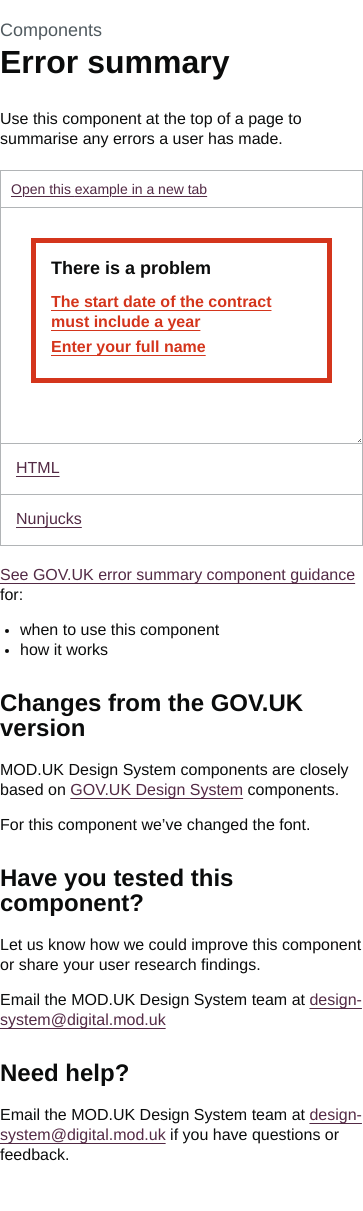 Components
Error summary
Use this component at the top of a page to
summarise any errors a user has made.
Open this example in a new tab
There is a problem
The start date of the contract
must include a year
Enter your full name
HTML
Nunjucks
See GOV.UK error summary component guidance
for:
• when to use this component
• how it works
Changes from the GOV.UK
version
MOD.UK Design System components are closely
based on GOV.UK Design System components.
For this component we’ve changed the font.
Have you tested this
component?
Let us know how we could improve this component
or share your user research findings.
Email the MOD.UK Design System team at design-
system@digital.mod.uk
Need help?
Email the MOD.UK Design System team at design-
system@digital.mod.uk if you have questions or
feedback.